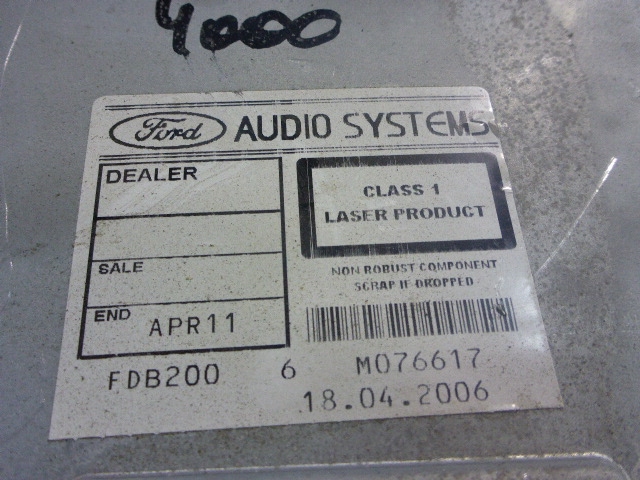 4000
Ford AUDIO SYSTEMS
DEALER
CLASS 1
LASER PRODUCT
SALE
NON ROBUST COMPONENT
SCRAP IF DROPPED
END APR11
FDB200 6 M076617
18.04.2006